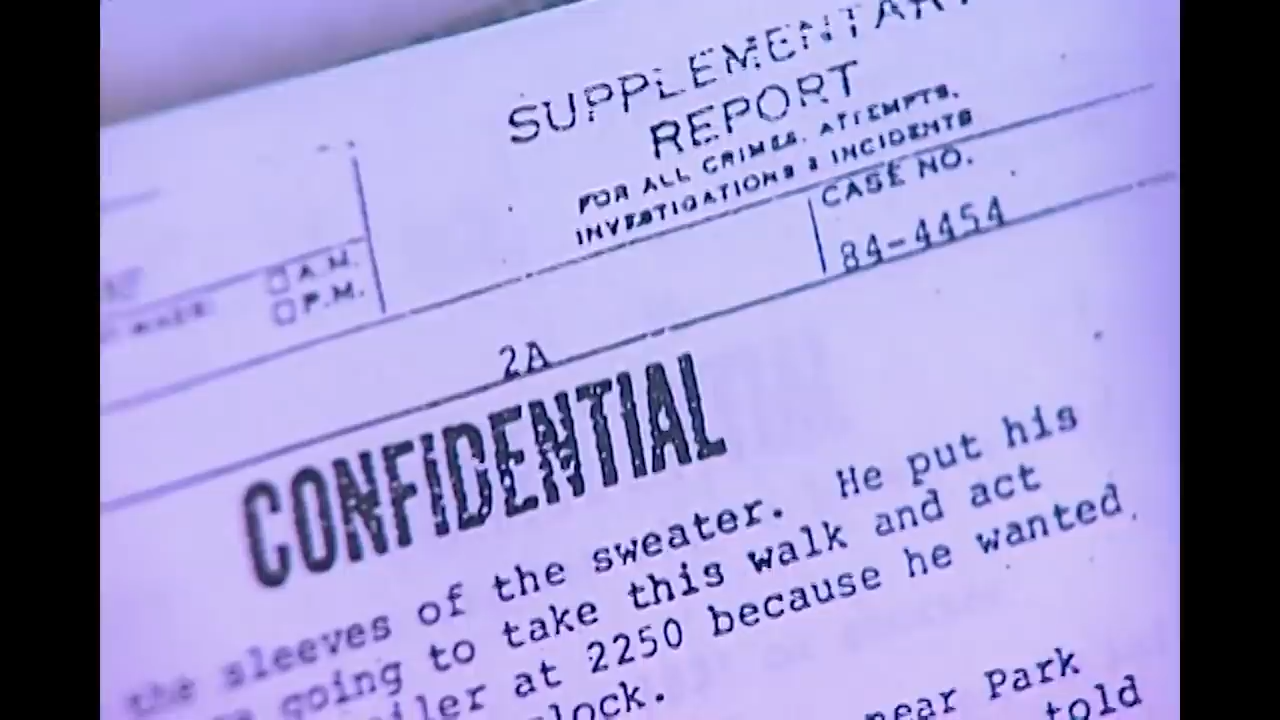 SUPPLEMENTARY
REPORT
FOR ALL CRIMES, ATTEMPTS,
INVESTIGATIONS & INCIDENTS
CASE NO.
84-4454
A.M.
P.M.
2A
CONFIDENTIAL
the sleeves of the sweater. He put his
going to take this walk and act
at 2250 because he wanted
near Park
told